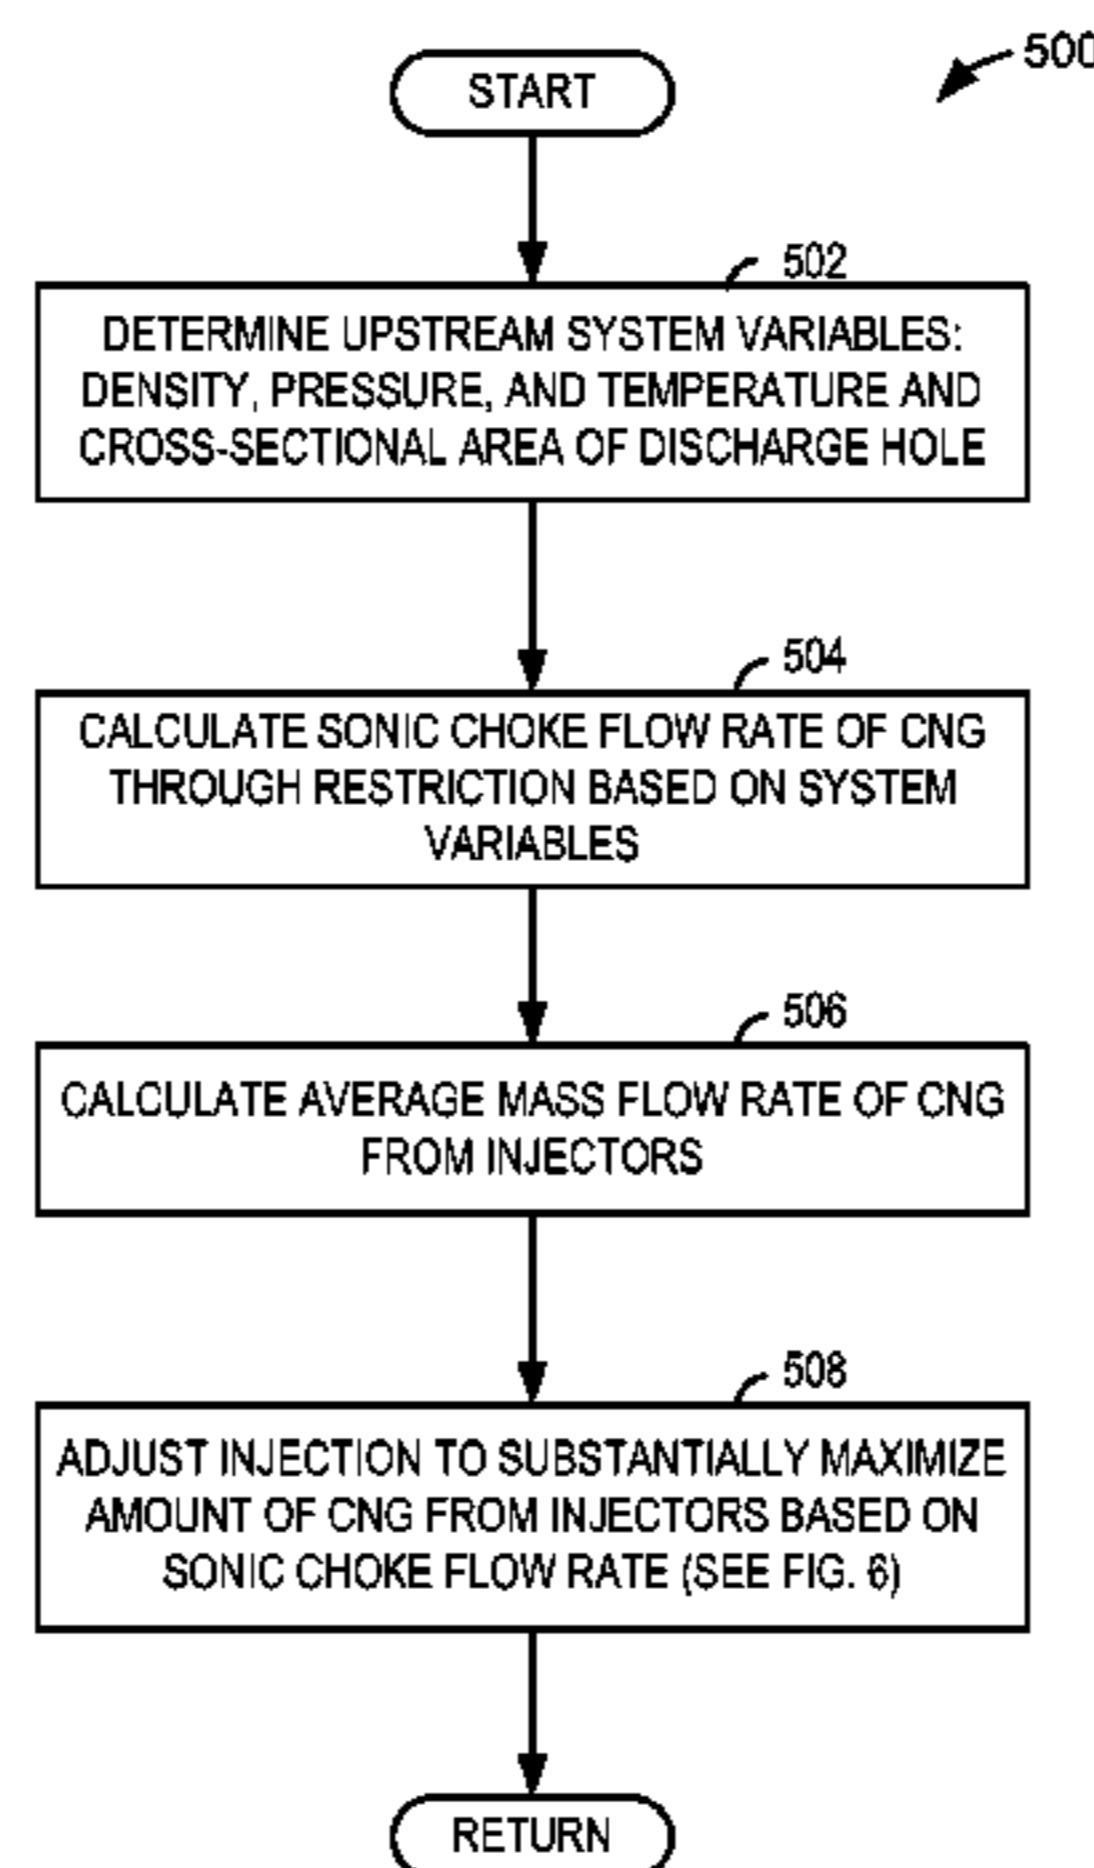 500
START
502
DETERMINE UPSTREAM SYSTEM VARIABLES:
DENSITY, PRESSURE, AND TEMPERATURE AND
CROSS-SECTIONAL AREA OF DISCHARGE HOLE
504
CALCULATE SONIC CHOKE FLOW RATE OF CNG
THROUGH RESTRICTION BASED ON SYSTEM
VARIABLES
506
CALCULATE AVERAGE MASS FLOW RATE OF CNG
FROM INJECTORS
508
ADJUST INJECTION TO SUBSTANTIALLY MAXIMIZE
AMOUNT OF CNG FROM INJECTORS BASED ON
SONIC CHOKE FLOW RATE (SEE FIG. 6)
RETURN